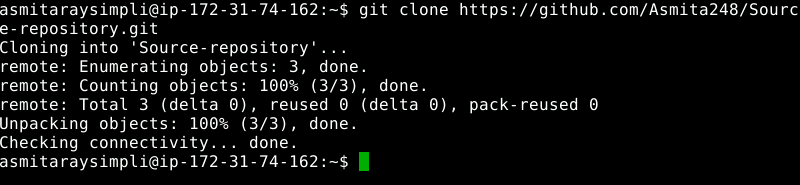 asmitaraysimpli@ip-172-31-74-162:~$ git clone https://github.com/Asmita248/Sourc
e-repository.git
Cloning into 'Source-repository'...
remote: Enumerating objects: 3, done.
remote: Counting objects: 100% (3/3), done.
remote: Total 3 (delta 0), reused 0 (delta 0), pack-reused 0
Unpacking objects: 100% (3/3), done.
Checking connectivity... done.
asmitaraysimpli@ip-172-31-74-162:~$